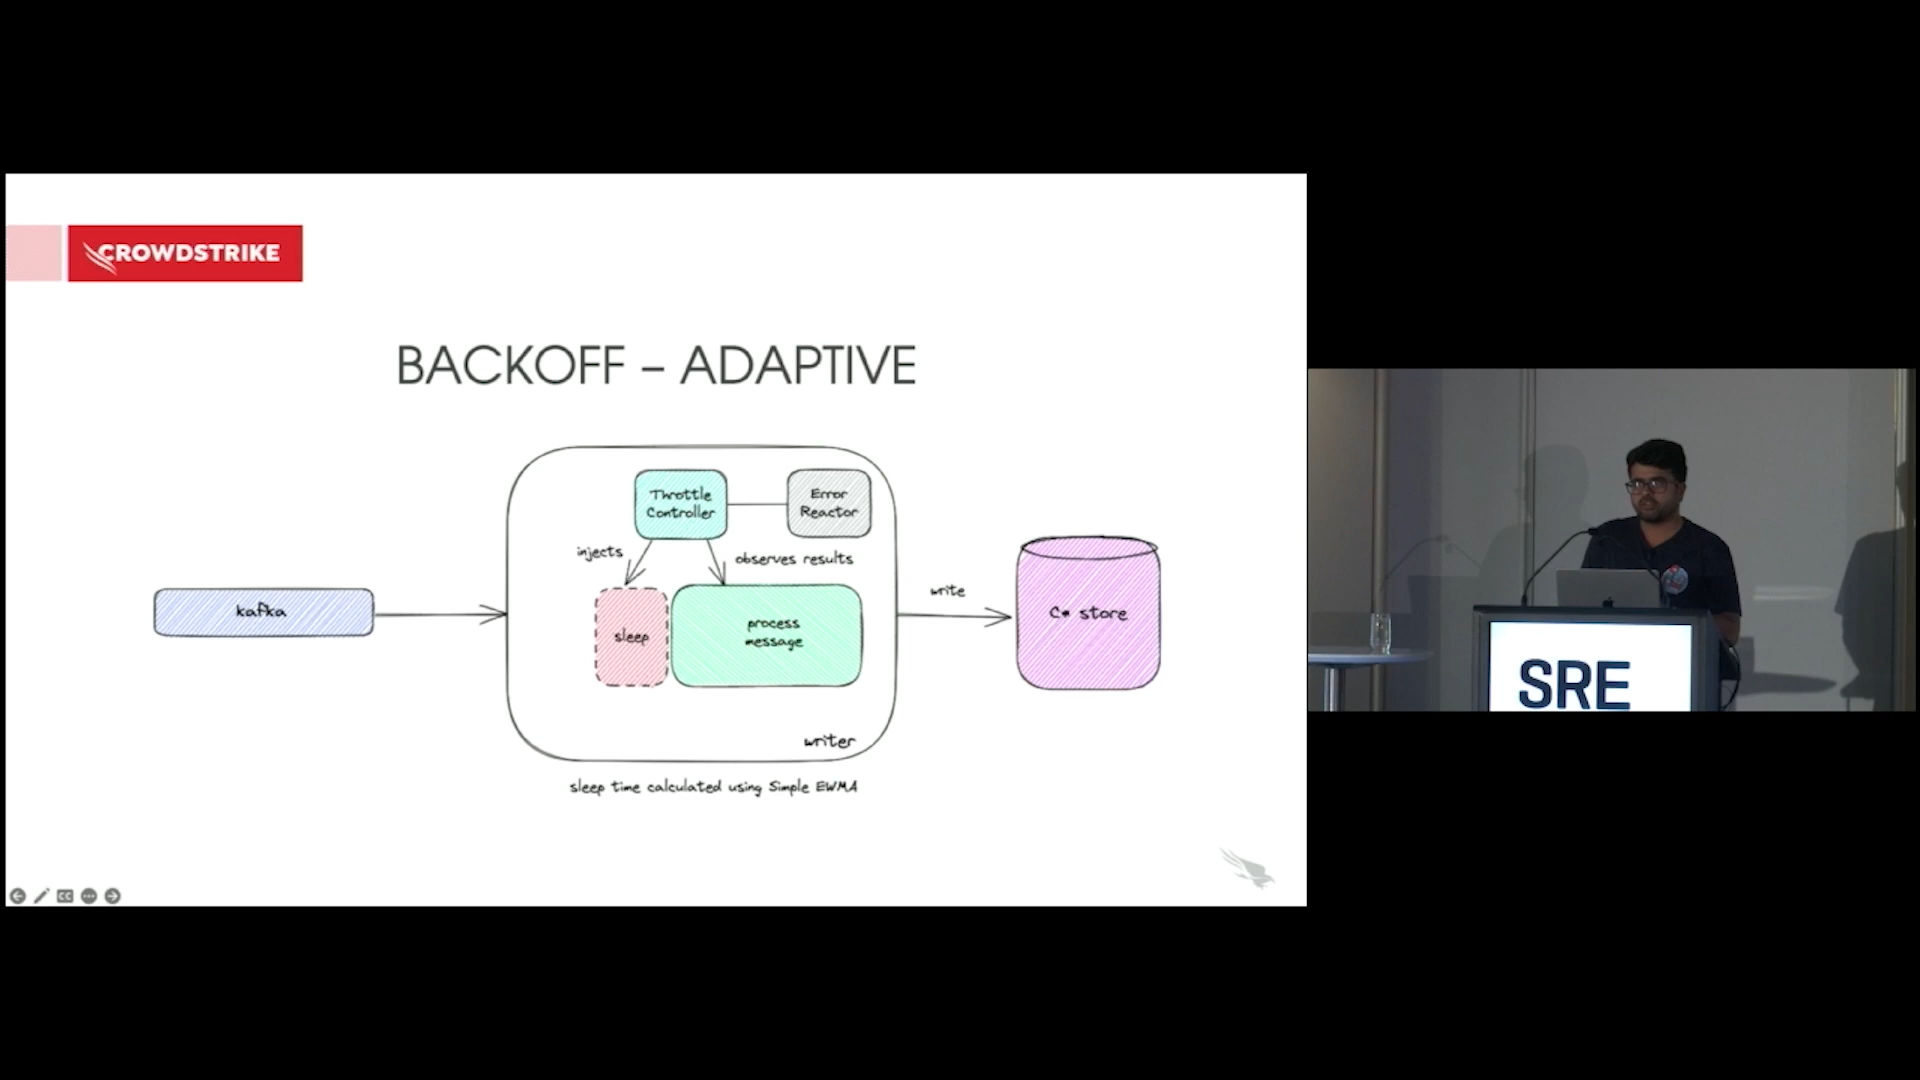 CROWDSTRIKE
BACKOFF – ADAPTIVE
Throttle
Controller
Error
Reactor
injects
observes results
kafka
sleep
process
message
write
C* store
writer
sleep time calculated using Simple EWMA
CC
SRE